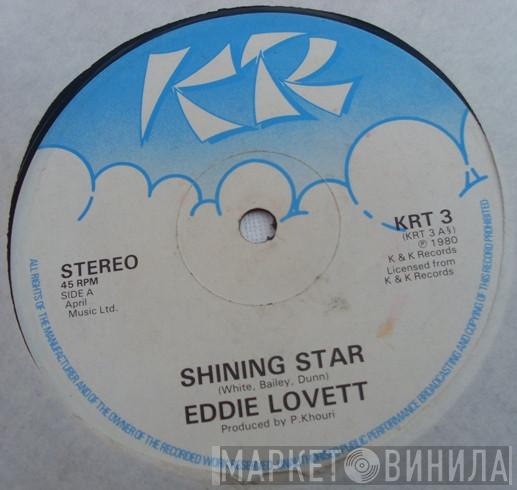 KR
STEREO
45 RPM
SIDE A
April
Music Ltd.
KRT 3
(KRT 3 A§)
℗ 1980
K & K Records
Licensed from
K & K Records
SHINING STAR
(White, Bailey, Dunn)
EDDIE LOVETT
Produced by P.Khouri
ALL RIGHTS OF THE MANUFACTURER AND OF THE OWNER OF THE RECORDED WORK RESERVED. UNAUTHORISED PUBLIC PERFORMANCE, BROADCASTING AND COPYING OF THIS RECORD PROHIBITED
МАРКЕТ ВИНИЛА